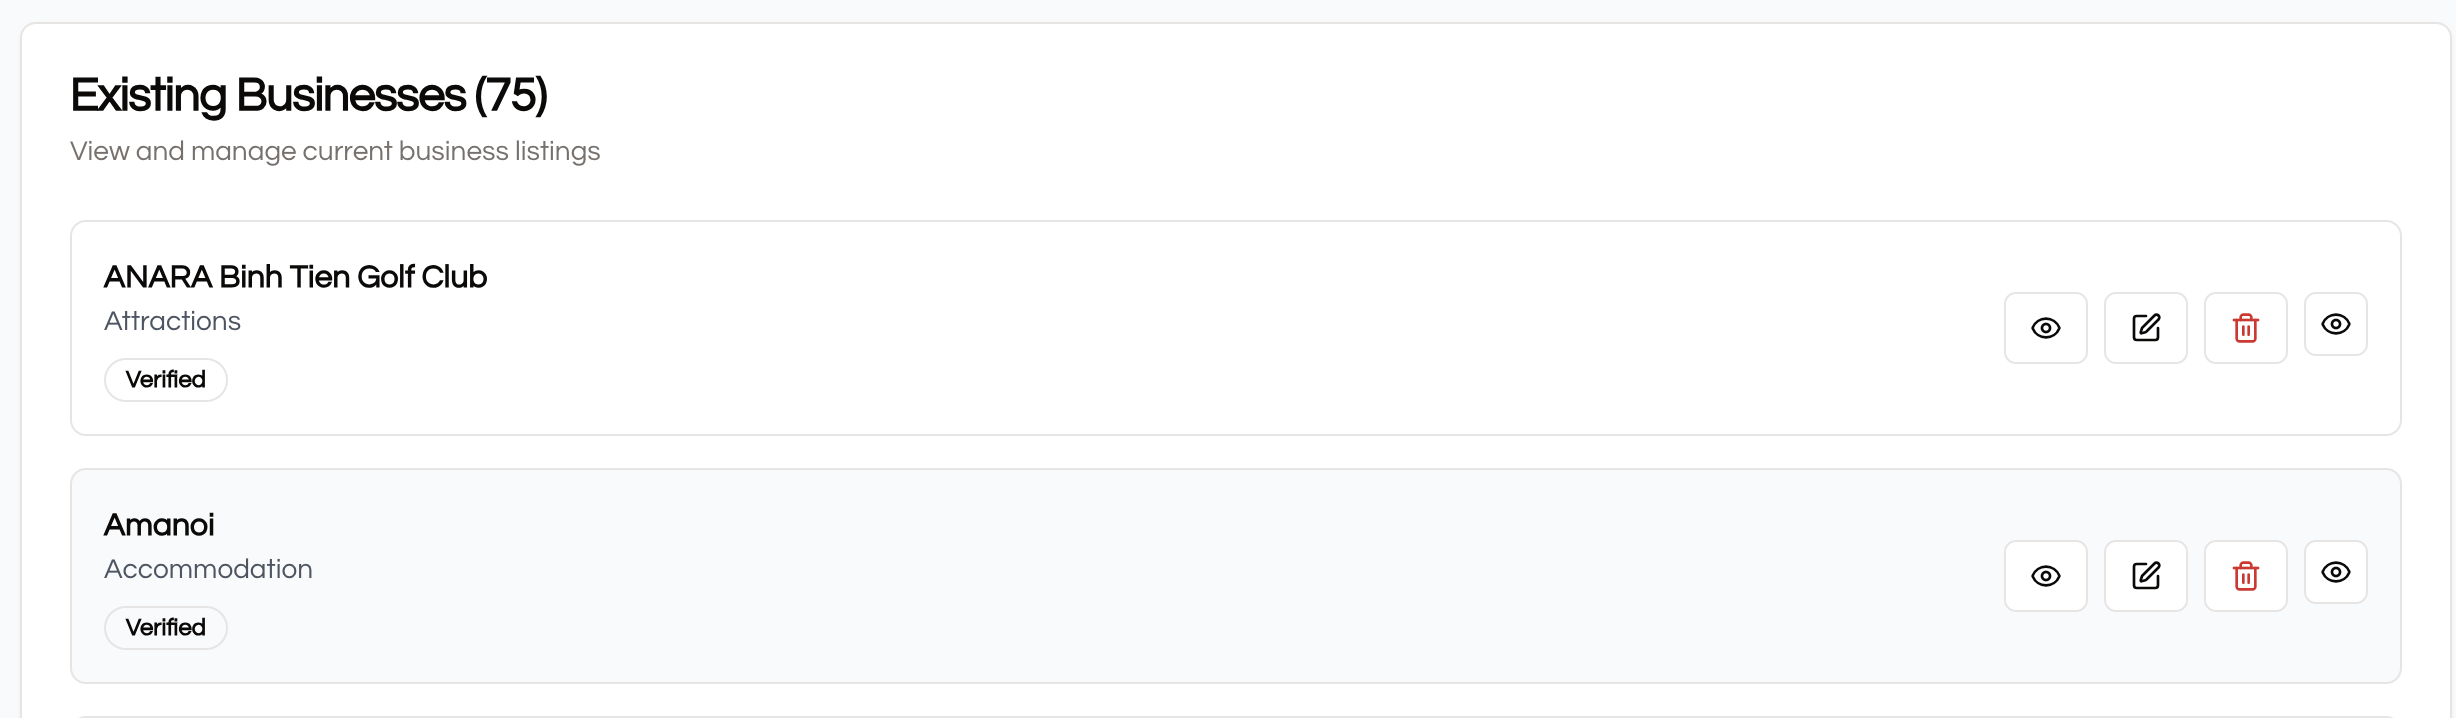 Existing Businesses (75)
View and manage current business listings
ANARA Binh Tien Golf Club
Attractions
Verified
Amanoi
Accommodation
Verified